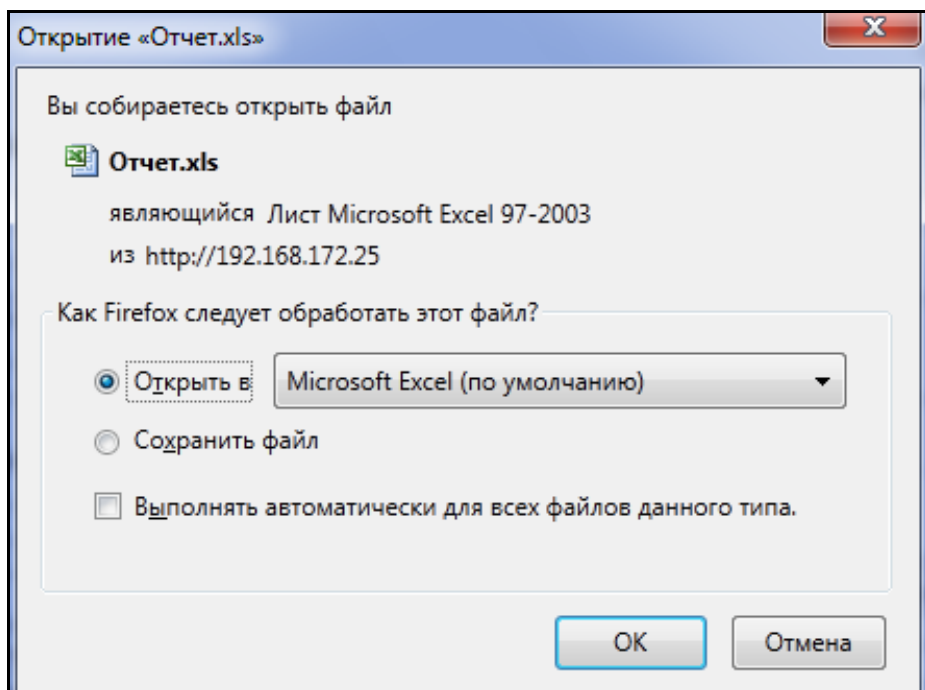 Открытие «Отчет.xls»
X
Вы собираетесь открыть файл
Отчет.xls
являющийся Лист Microsoft Excel 97-2003
из http://192.168.172.25
Как Firefox следует обработать этот файл?
Открыть в Microsoft Excel (по умолчанию)
Сохранить файл
Выполнять автоматически для всех файлов данного типа.
OK Отмена